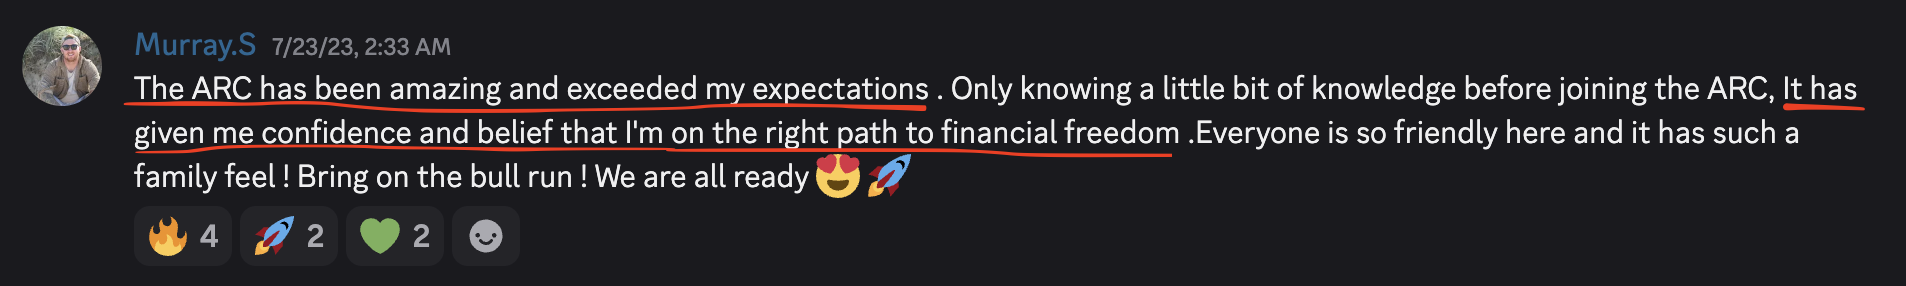 Murray.S 7/23/23, 2:33 AM
The ARC has been amazing and exceeded my expectations . Only knowing a little bit of knowledge before joining the ARC, It has
given me confidence and belief that I'm on the right path to financial freedom .Everyone is so friendly here and it has such a
family feel ! Bring on the bull run ! We are all ready 😍🚀
🔥 4 🚀 2 💚 2